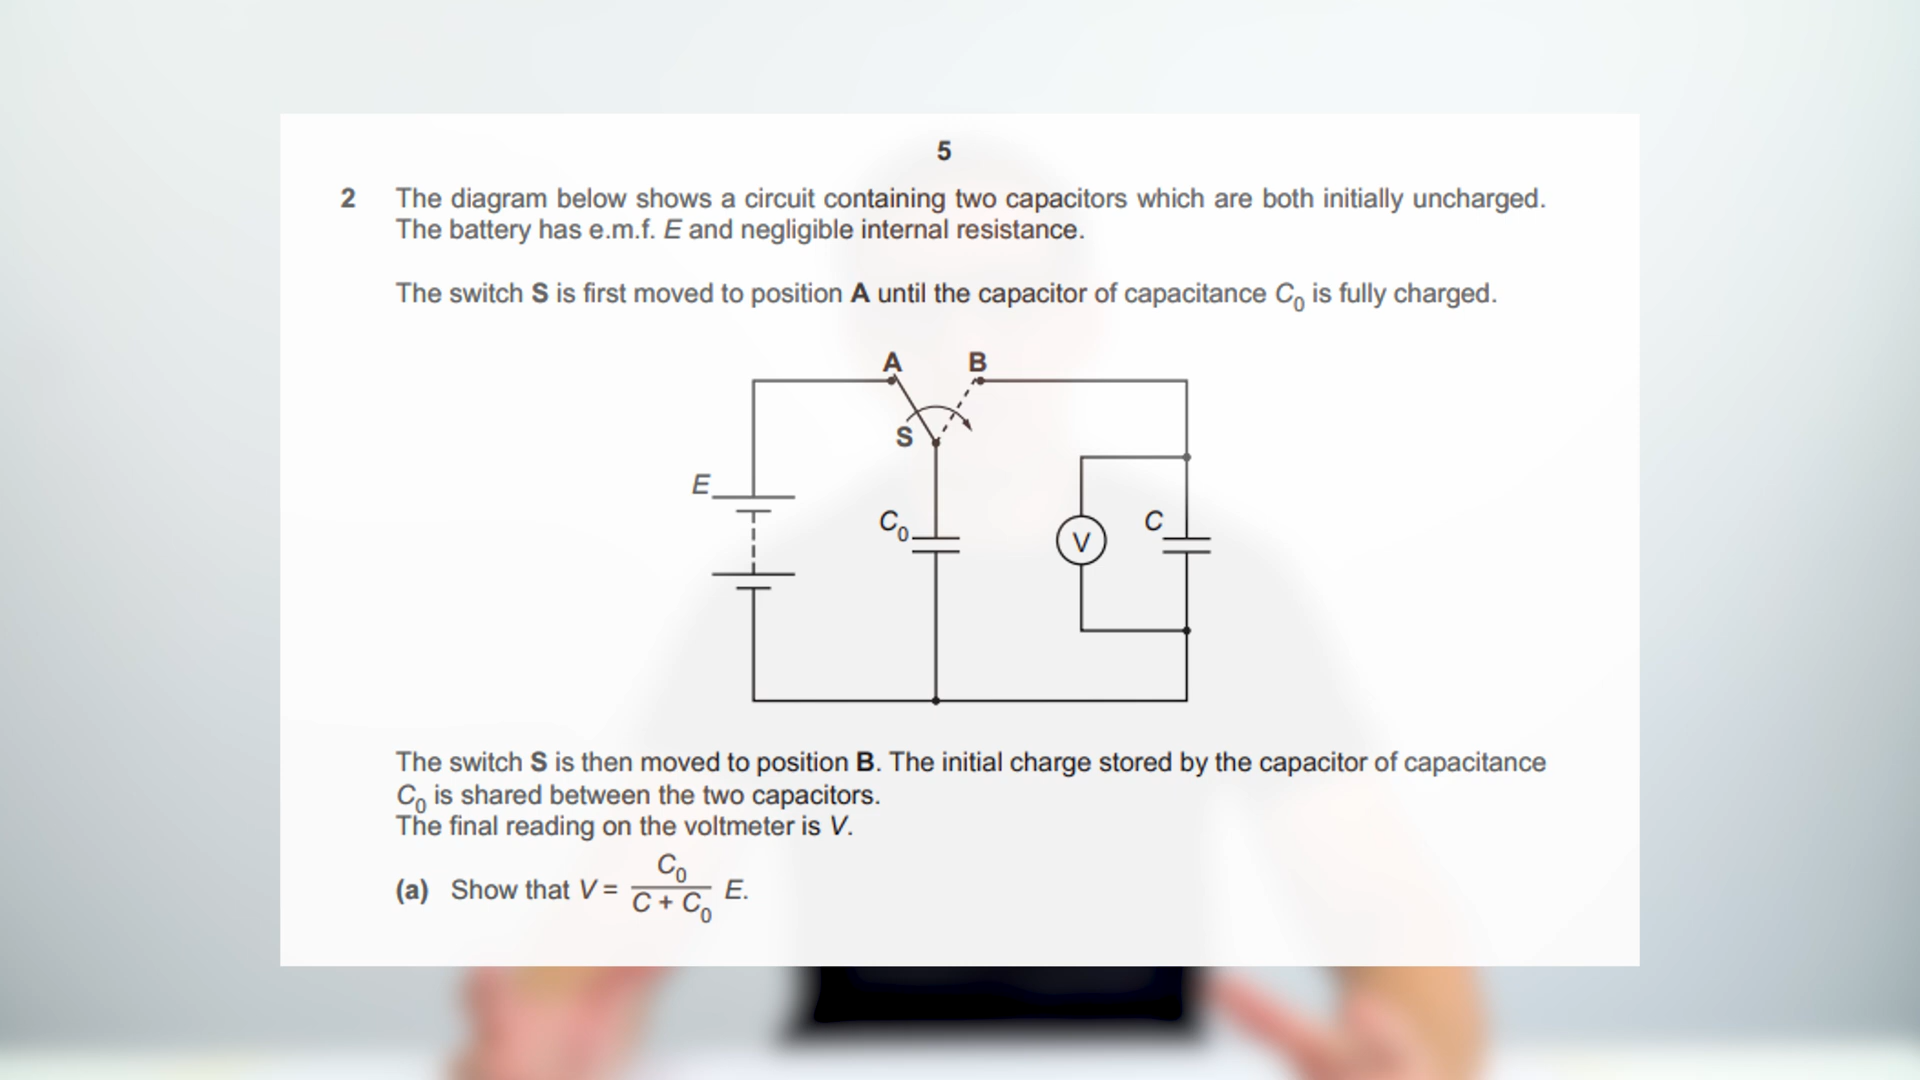 5
2 The diagram below shows a circuit containing two capacitors which are both initially uncharged.
The battery has e.m.f. E and negligible internal resistance.
The switch S is first moved to position A until the capacitor of capacitance C₀ is fully charged.
A B
S
E
C₀
V
C
The switch S is then moved to position B. The initial charge stored by the capacitor of capacitance
C₀ is shared between the two capacitors.
The final reading on the voltmeter is V.
(a) Show that V = C₀ / (C + C₀) E.